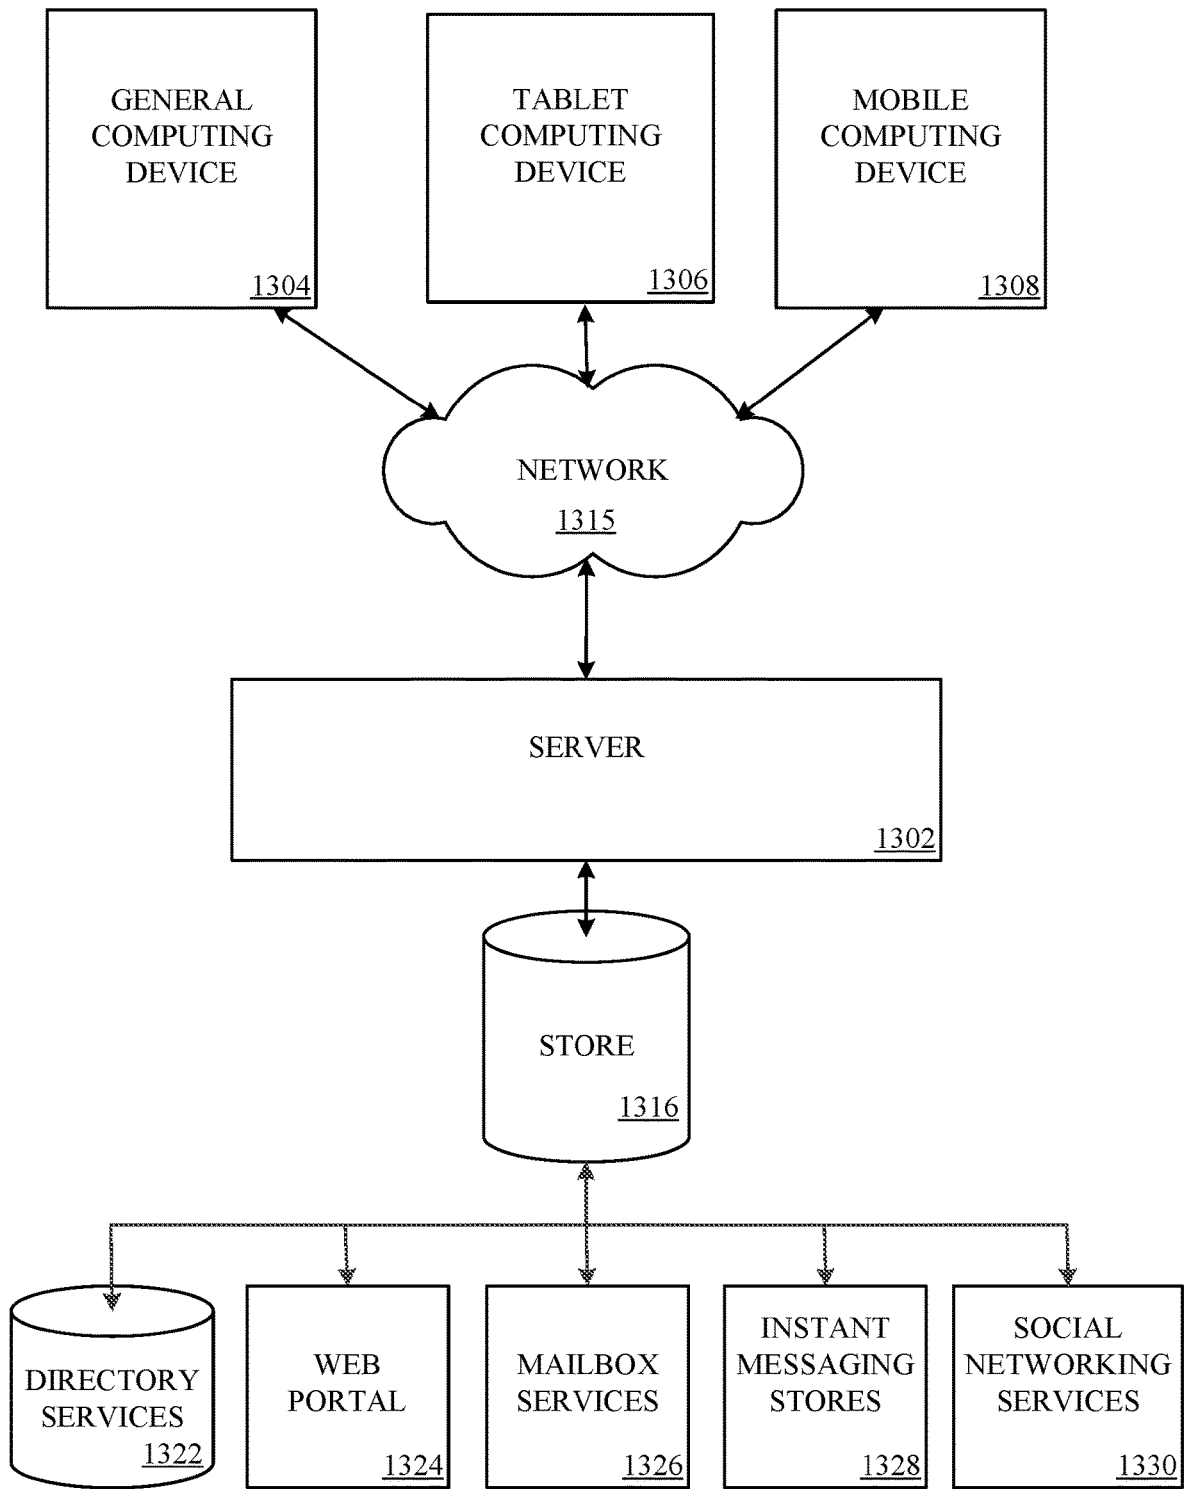 GENERAL
COMPUTING
DEVICE
1304
TABLET
COMPUTING
DEVICE
1306
MOBILE
COMPUTING
DEVICE
1308
NETWORK
1315
SERVER
1302
STORE
1316
DIRECTORY
SERVICES
1322
WEB
PORTAL
1324
MAILBOX
SERVICES
1326
INSTANT
MESSAGING
STORES
1328
SOCIAL
NETWORKING
SERVICES
1330